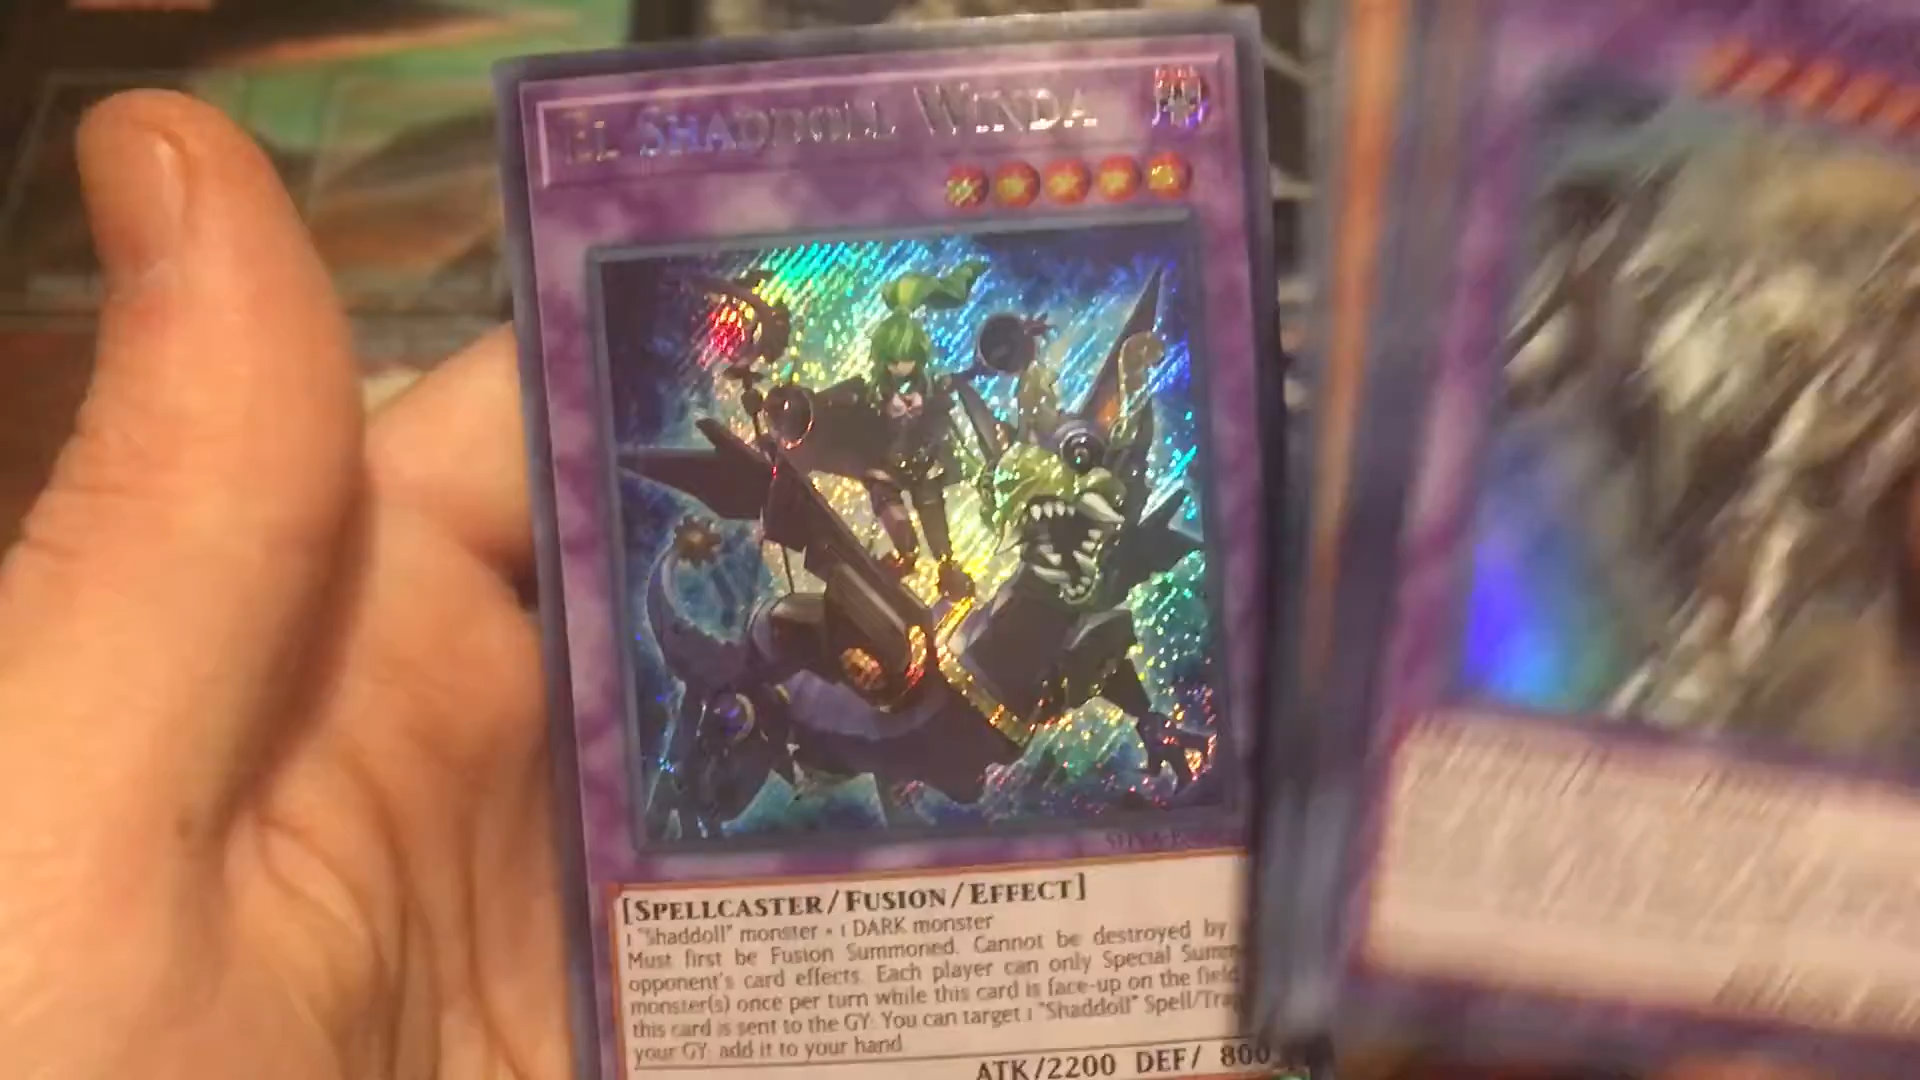 El Shaddoll Winda
[Spellcaster/Fusion/Effect]
1 "Shaddoll" monster + 1 DARK monster
Must first be Fusion Summoned. Cannot be destroyed by
opponent's card effects. Each player can only Special
monster(s) once per turn while this card is face-up on the field
this card is sent to the GY: You can target 1 "Shaddoll" Spell/Trap
your GY; add it to your hand.
ATK/2200 DEF/ 800